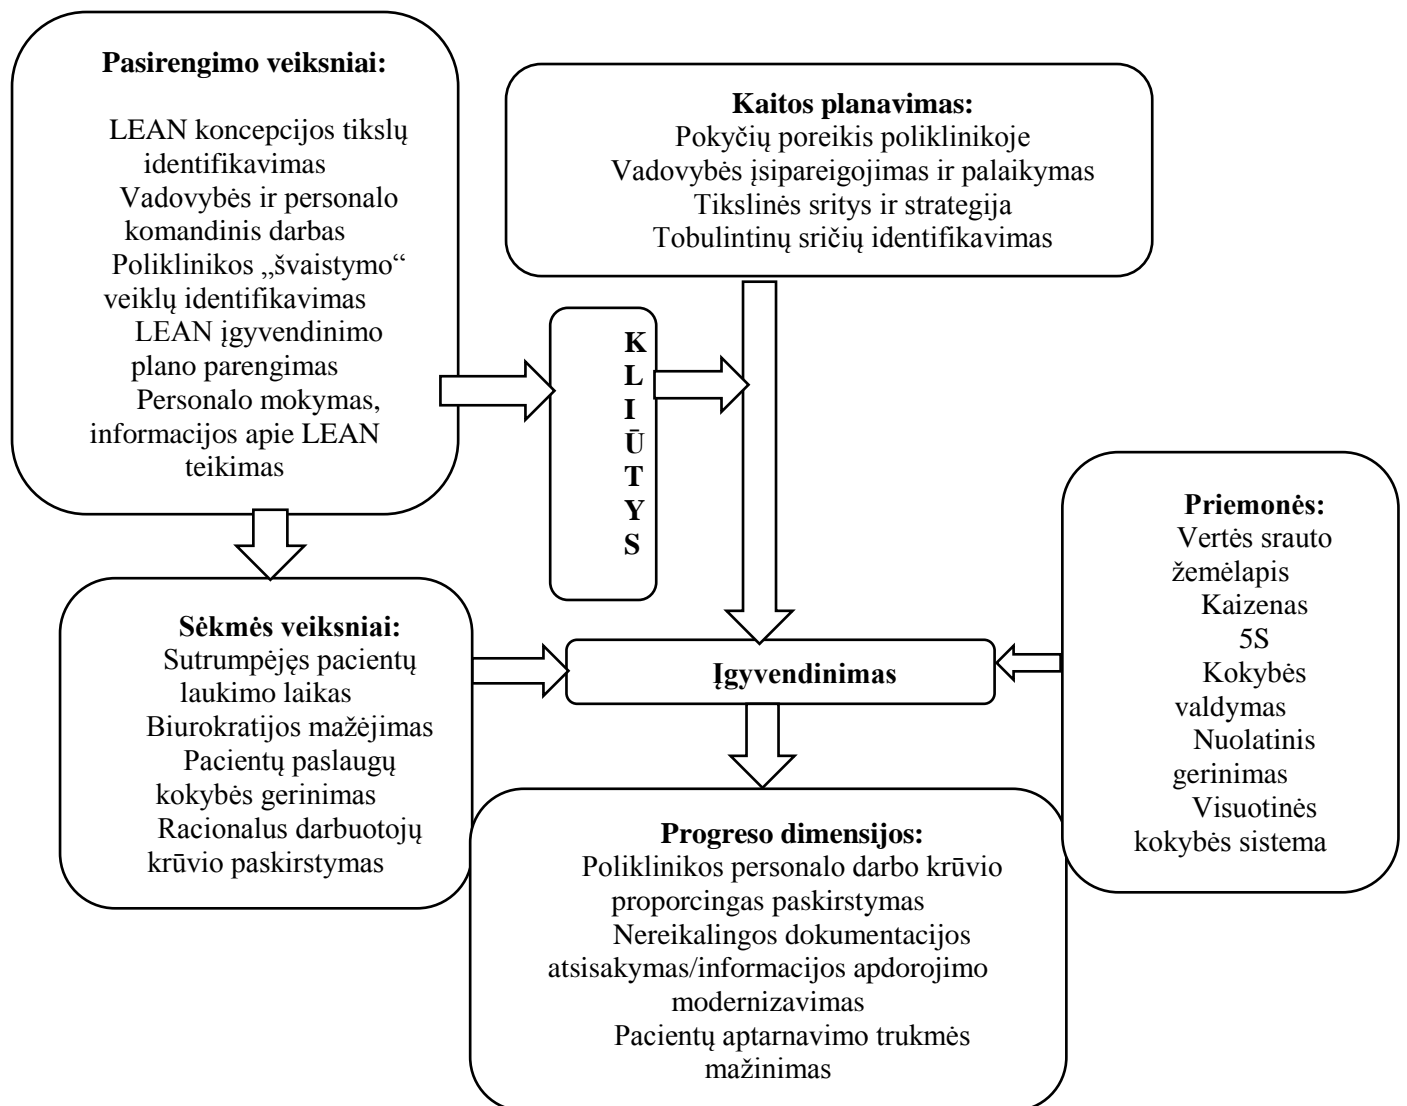 Pasirengimo veiksniai:
LEAN koncepcijos tikslų
identifikavimas
Vadovybės ir personalo
komandinis darbas
Poliklinikos „švaistymo“
veiklų identifikavimas
LEAN įgyvendinimo
plano parengimas
Personalo mokymas,
informacijos apie LEAN
teikimas
Kaitos planavimas:
Pokyčių poreikis poliklinikoje
Vadovybės įsipareigojimas ir palaikymas
Tikslinės sritys ir strategija
Tobulintinų sričių identifikavimas
K
L
I
Ū
T
Y
S
Priemonės:
Vertės srauto
žemėlapis
Kaizenas
5S
Kokybės
valdymas
Nuolatinis
gerinimas
Visuotinės
kokybės sistema
Sėkmės veiksniai:
Sutrumpėjęs pacientų
laukimo laikas
Biurokratijos mažėjimas
Pacientų paslaugų
kokybės gerinimas
Racionalus darbuotojų
krūvio paskirstymas
Įgyvendinimas
Progreso dimensijos:
Poliklinikos personalo darbo krūvio
proporcingas paskirstymas
Nereikalingos dokumentacijos
atsisakymas/informacijos apdorojimo
modernizavimas
Pacientų aptarnavimo trukmės
mažinimas